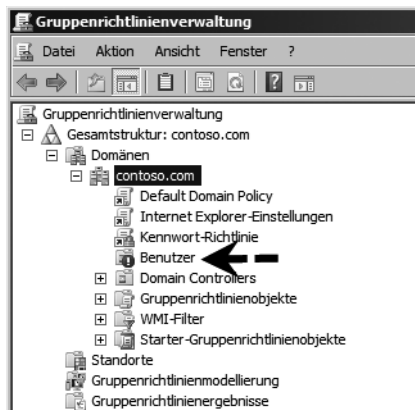 Gruppenrichtlinienverwaltung
Datei Aktion Ansicht Fenster ?
Gruppenrichtlinienverwaltung
Gesamtstruktur: contoso.com
Domänen
contoso.com
Default Domain Policy
Internet Explorer-Einstellungen
Kennwort-Richtlinie
Benutzer
Domain Controllers
Gruppenrichtlinienobjekte
WMI-Filter
Starter-Gruppenrichtlinienobjekte
Standorte
Gruppenrichtlinienmodellierung
Gruppenrichtlinienergebnisse